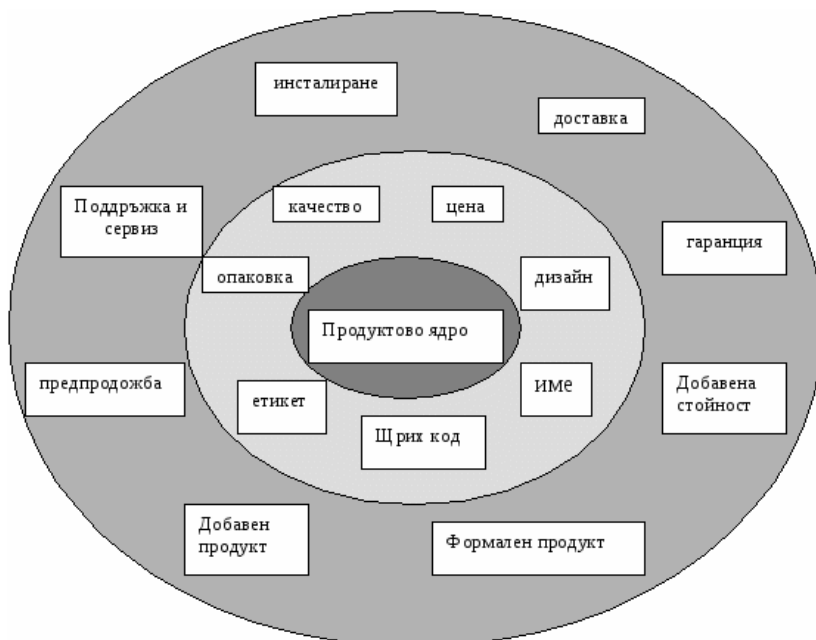 инсталиране
доставка
Поддръжка и
сервиз
качество
цена
гаранция
опаковка
дизайн
Продуктово ядро
предпродожба
етикет
име
Добавена
стойност
Щрих код
Добавен
продукт
Формален продукт